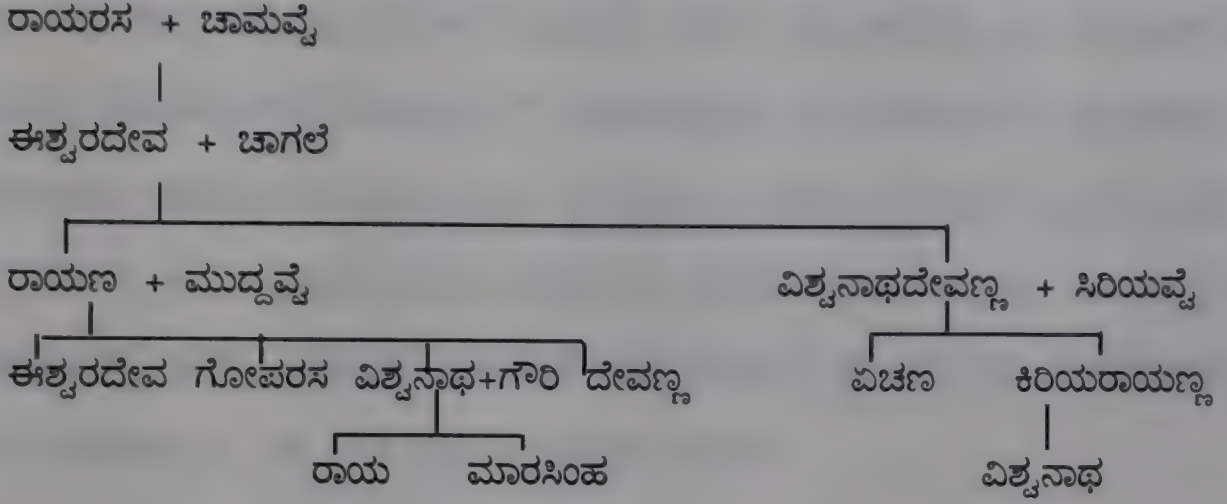 ರಾಯರಸ + ಚಾಮವ್ವೆ
ಈಶ್ವರದೇವ + ಚಾಗಲೆ
ರಾಯಣ + ಮುದ್ದವ್ವೆ ವಿಶ್ವನಾಥದೇವಣ್ಣ + ಸಿರಿಯವ್ವೆ
ಈಶ್ವರದೇವ ಗೋಪರಸ ವಿಶ್ವನಾಥ+ಗೌರಿ ದೇವಣ್ಣ ಏಚಣ ಕಿರಿಯರಾಯಣ್ಣ
ರಾಯ ಮಾರಸಿಂಹ ವಿಶ್ವನಾಥ